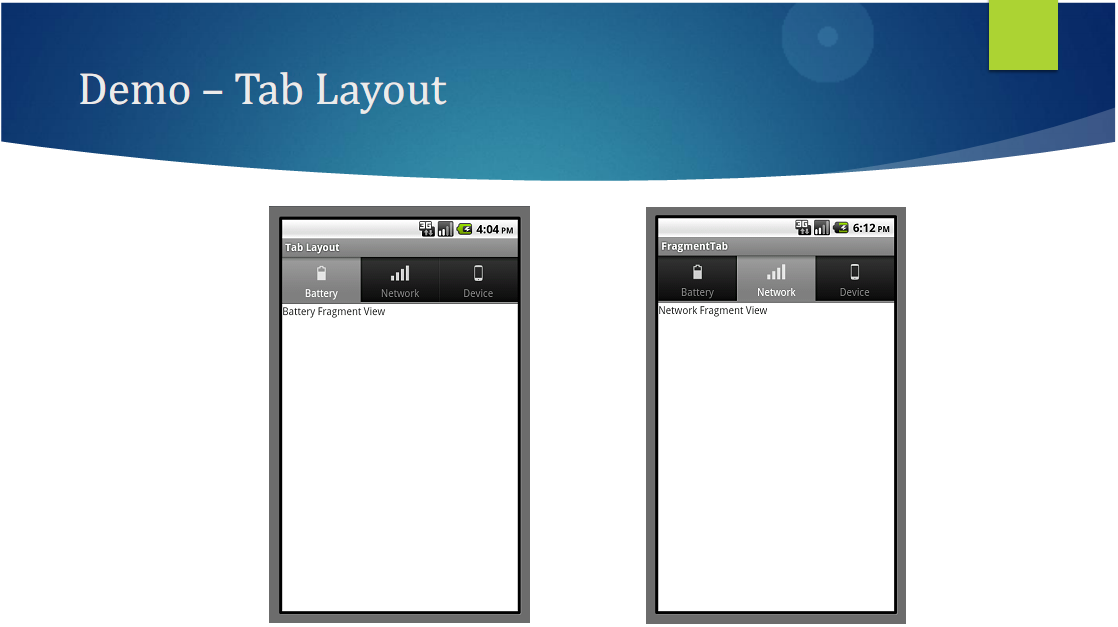 Demo – Tab Layout
3G 4:04 PM
Tab Layout
Battery Network Device
Battery Fragment View
3G 6:12 PM
FragmentTab
Battery Network Device
Network Fragment View